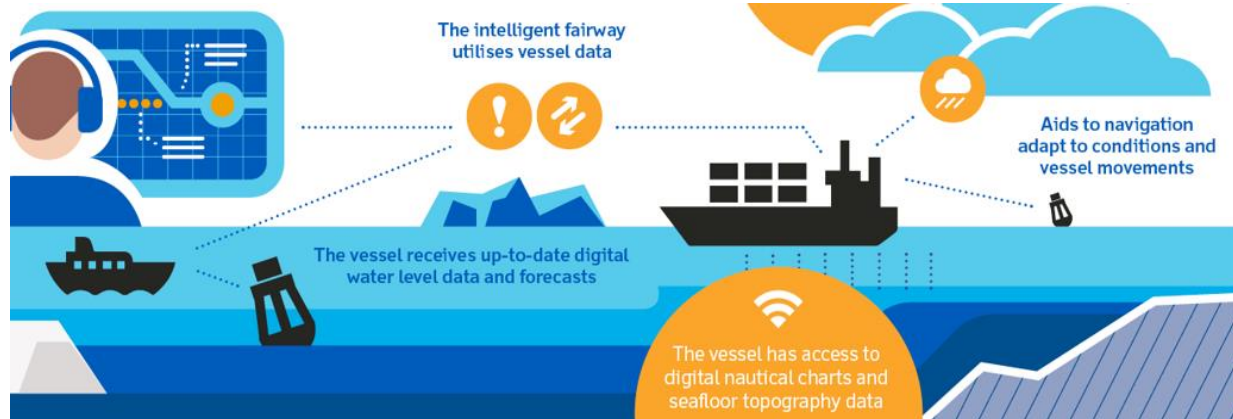 The intelligent fairway
utilises vessel data
Aids to navigation
adapt to conditions and
vessel movements
The vessel receives up-to-date digital
water level data and forecasts
The vessel has access to
digital nautical charts and
seafloor topography data